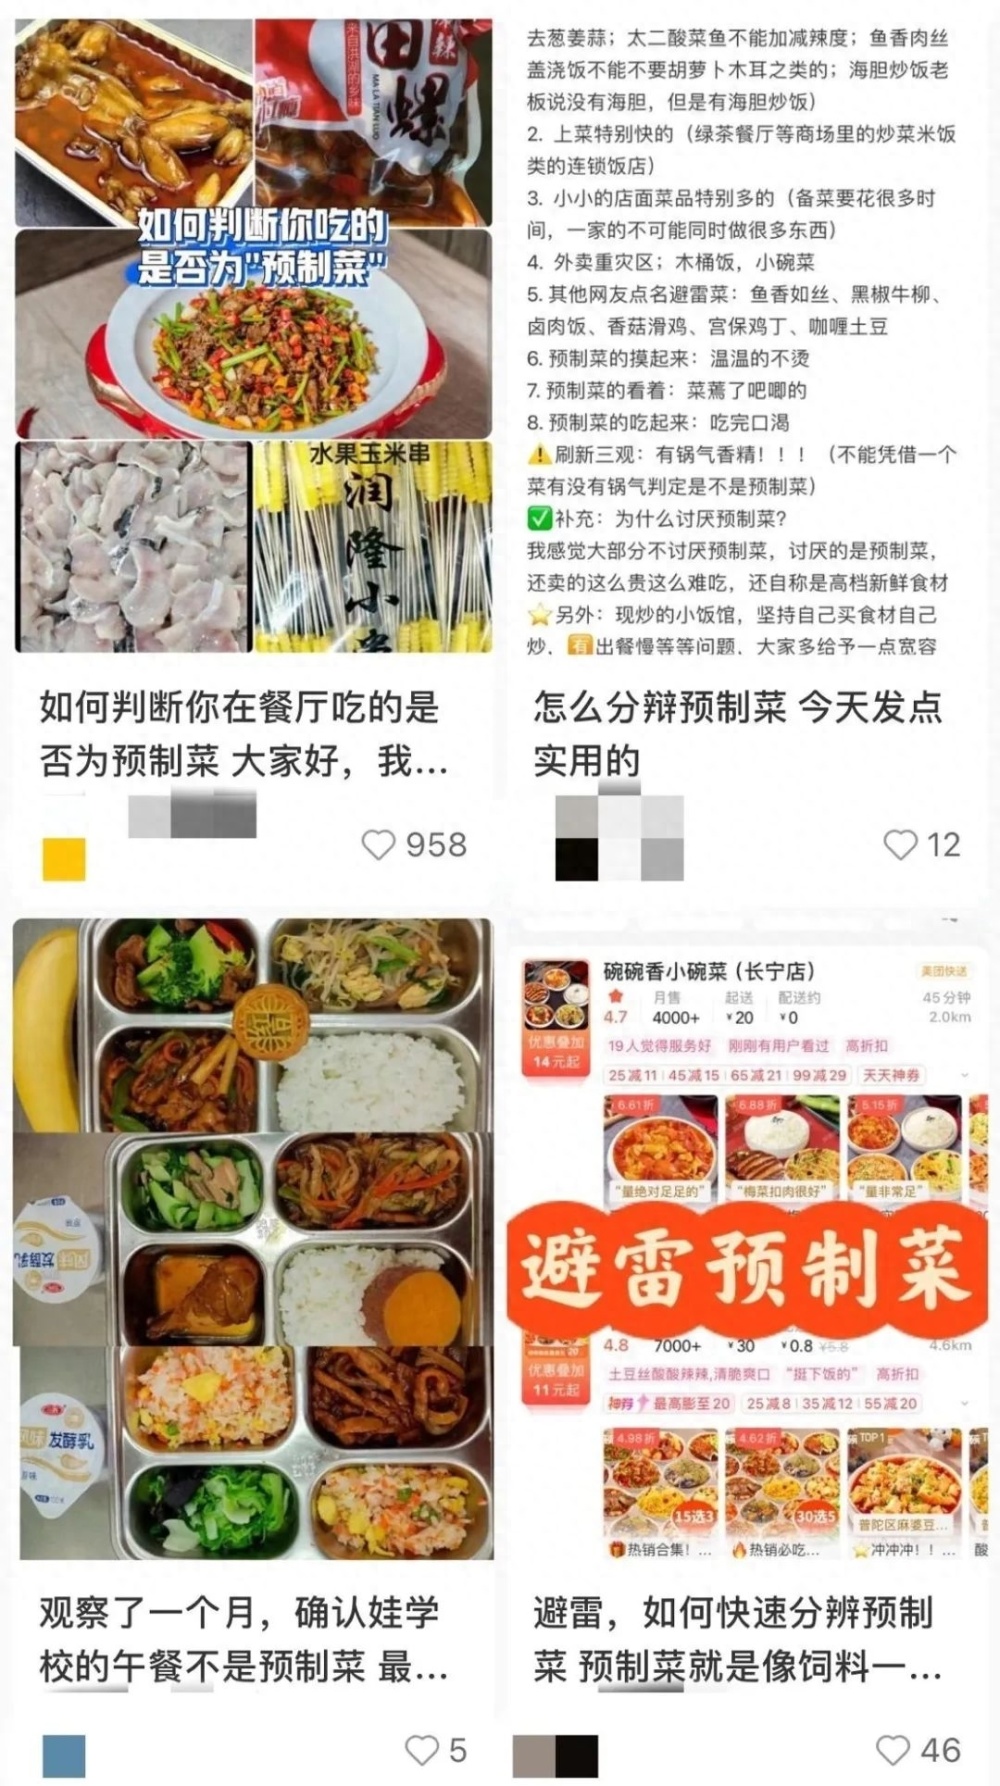 来自洪湖的乡味
麻辣
田螺
MA LA TIAN LUO
如何判断你吃的
是否为"预制菜"
水果玉米串
润隆小串
如何判断你在餐厅吃的是
否为预制菜 大家好，我...
958
去葱姜蒜；太二酸菜鱼不能加减辣度；鱼香肉丝
盖浇饭不能不要胡萝卜木耳之类的；海胆炒饭老
板说没有海胆，但是有海胆炒饭）
2. 上菜特别快的（绿茶餐厅等商场里的炒菜米饭
类的连锁饭店）
3. 小小的店面菜品特别多的（备菜要花很多时
间，一家的不可能同时做很多东西）
4. 外卖重灾区；木桶饭，小碗菜
5. 其他网友点名避雷菜：鱼香如丝、黑椒牛柳、
卤肉饭、香菇滑鸡、宫保鸡丁、咖喱土豆
6. 预制菜的摸起来：温温的不烫
7. 预制菜的看着：菜蔫了吧唧的
8. 预制菜的吃起来：吃完口渴
⚠️刷新三观：有锅气香精！！！（不能凭借一个
菜有没有锅气判定是不是预制菜）
✅补充：为什么讨厌预制菜？
我感觉大部分不讨厌预制菜，讨厌的是预制菜，
还卖的这么贵这么难吃，还自称是高档新鲜食材
⭐另外：现炒的小饭馆，坚持自己买食材自己
炒，🈶出餐慢等等问题，大家多给予一点宽容
怎么分辩预制菜 今天发点
实用的
12
风味
发酵乳
风味 发酵乳
观察了一个月，确认娃学
校的午餐不是预制菜 最...
5
碗碗香小碗菜（长宁店）
美团快送
4.7 月售 4000+ 起送 ¥20 配送约 ¥0
45分钟
2.0km
优惠叠加
14元起
19人觉得服务好 刚刚有用户看过 高折扣
25减11 45减15 65减21 99减29 天天神券
6.61折 6.88折 5.15折
"量绝对足足的" "梅菜扣肉很好" "量非常足"
避雷预制菜
4.8 7000+ ¥30 ¥0.8 ¥5.8 4.6km
优惠叠加
11元起
土豆丝酸酸辣辣,清脆爽口 "挺下饭的" 高折扣
神券 最高膨至20 25减8 35减12 55减20
4.98折 4.62折 TOP1
15选3 30选5 普陀区麻婆豆...
热销合集！... 热销必吃... 冲冲冲！！... 酸
避雷，如何快速分辨预制
菜 预制菜就是像饲料一...
46